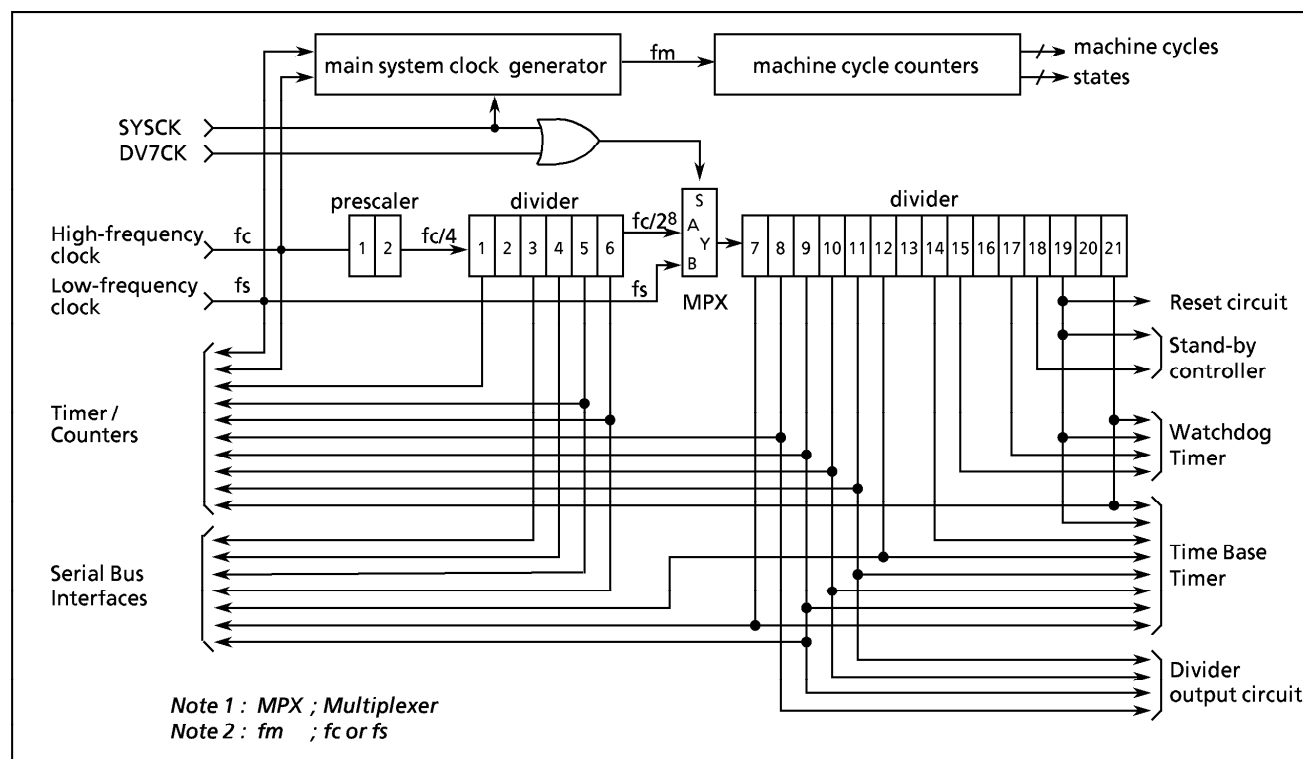 main system clock generator
fm
machine cycle counters
machine cycles
states
SYSCK
DV7CK
prescaler
divider
divider
High-frequency
clock
fc
1 2
fc/4
1 2 3 4 5 6
fc/2⁸
S
A
Y
B
MPX
7 8 9 10 11 12 13 14 15 16 17 18 19 20 21
Low-frequency
clock
fs
fs
Reset circuit
Stand-by
controller
Timer /
Counters
Watchdog
Timer
Serial Bus
Interfaces
Time Base
Timer
Divider
output circuit
Note 1 : MPX ; Multiplexer
Note 2 : fm ; fc or fs